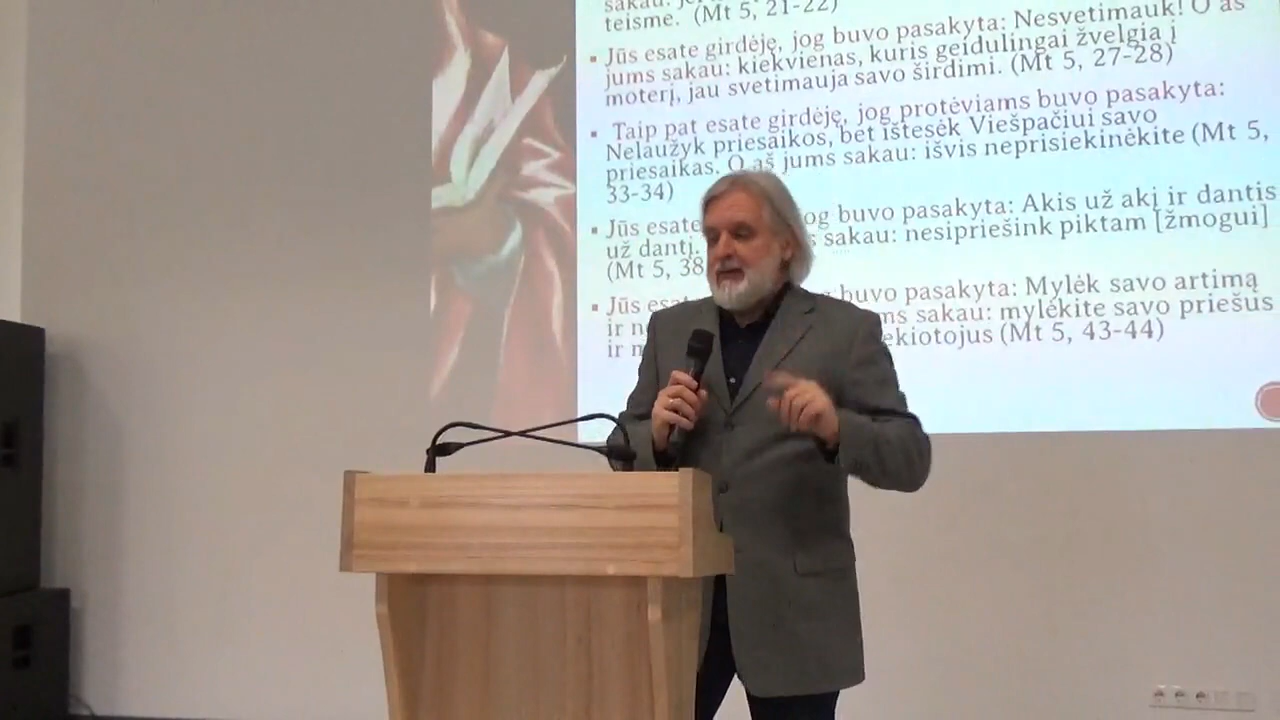 teisme. (Mt 5, 21-22)
Jūs esate girdėję, jog buvo pasakyta: Nesvetimauk! O aš
jums sakau: kiekvienas, kuris geidulingai žvelgia į
moterį, jau svetimauja savo širdimi. (Mt 5, 27-28)
Taip pat esate girdėję, jog protėviams buvo pasakyta:
Nelaužyk priesaikos, bet ištesėk Viešpačiui savo
priesaikas. O aš jums sakau: išvis neprisiekinėkite (Mt 5,
33-34)
Jūs esate jog buvo pasakyta: Akis už akį ir dantis
už dantį. sakau: nesipriešink piktam [žmogui]
(Mt 5, 38
Jūs buvo pasakyta: Mylėk savo artimą
ir sakau: mylėkite savo priešus
ir (Mt 5, 43-44)